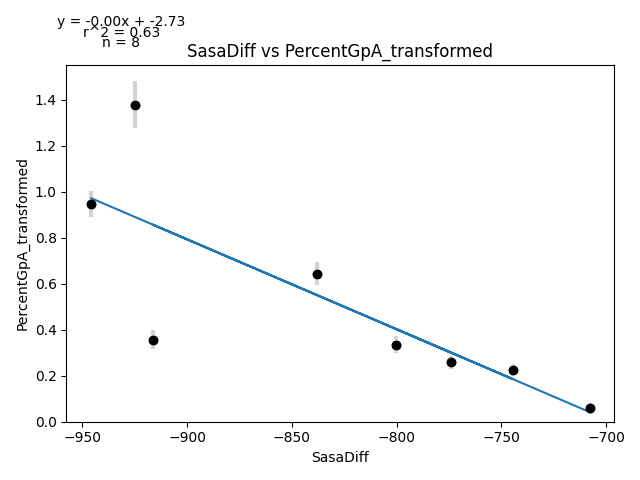 y = -0.00x + -2.73
r^2 = 0.63
n = 8
SasaDiff vs PercentGpA_transformed
PercentGpA_transformed
1.4
1.2
1.0
0.8
0.6
0.4
0.2
0.0
−950
−900
−850
−800
−750
−700
SasaDiff